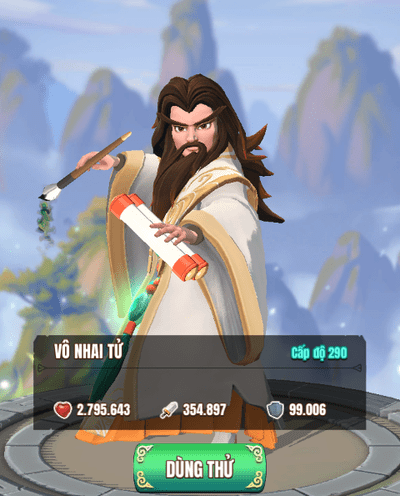 VÔ NHAI TỬ
Cấp độ 290
2.795.643 354.897 99.006
DÙNG THỬ